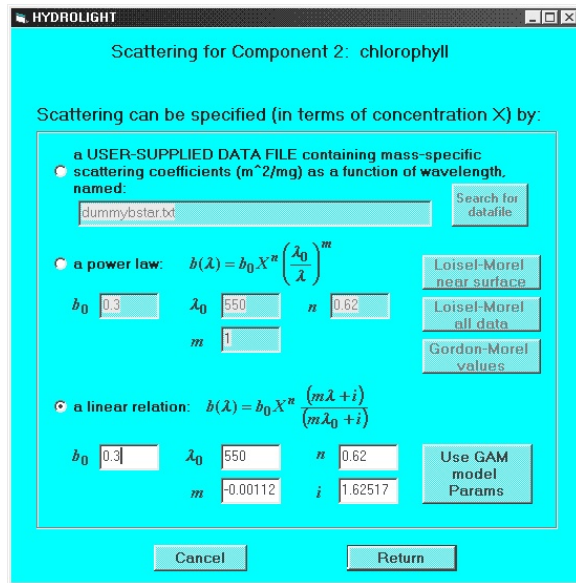 HYDROLIGHT
Scattering for Component 2: chlorophyll
Scattering can be specified (in terms of concentration X) by:
a USER-SUPPLIED DATA FILE containing mass-specific
scattering coefficients (m^2/mg) as a function of wavelength,
named:
dummybstar.txt
Search for
datafile
a power law: b(λ) = b₀ Xⁿ (λ₀/λ)ᵐ
b₀ 0.3 λ₀ 550 n 0.62
m 1
Loisel-Morel
near surface
Loisel-Morel
all data
Gordon-Morel
values
a linear relation: b(λ) = b₀ Xⁿ (mλ + i)/(mλ₀ + i)
b₀ 0.3 λ₀ 550 n 0.62
m -0.00112 i 1.62517
Use GAM
model
Params
Cancel Return